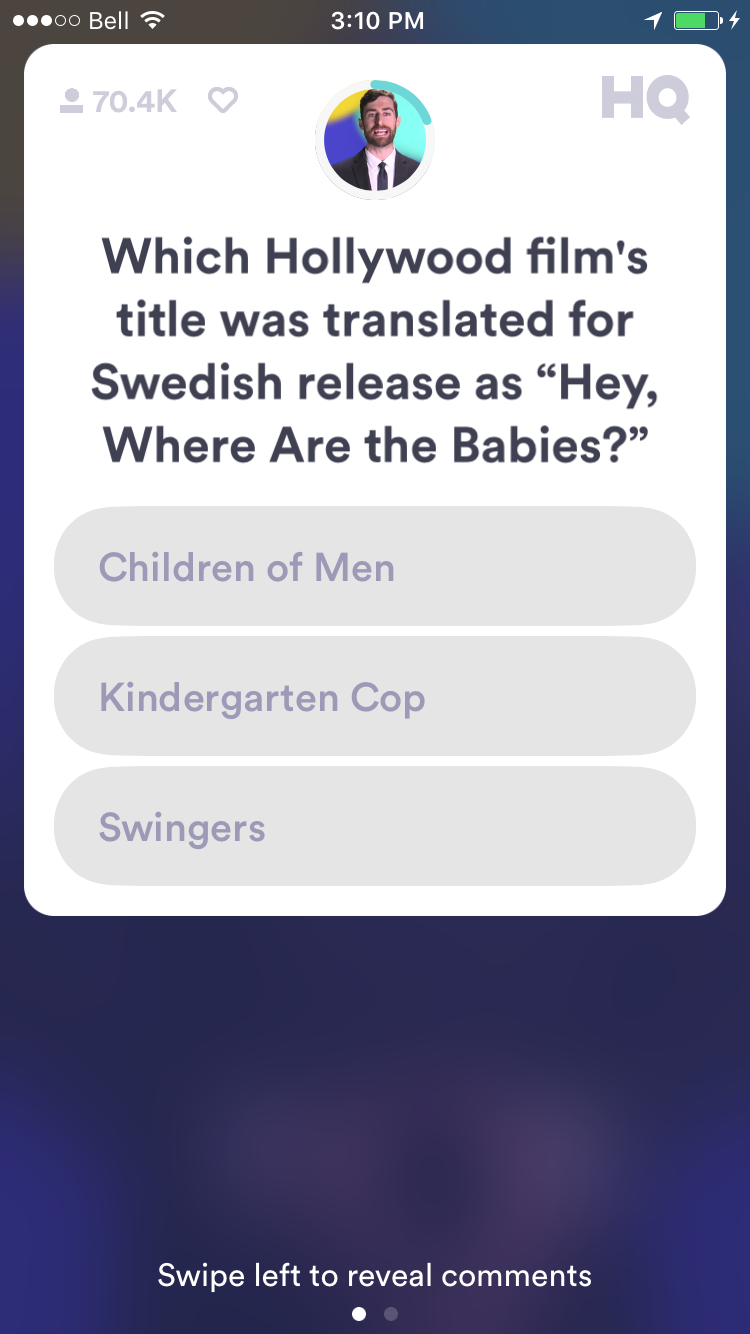 Bell 3:10 PM
70.4K HQ
Which Hollywood film's
title was translated for
Swedish release as “Hey,
Where Are the Babies?”
Children of Men
Kindergarten Cop
Swingers
Swipe left to reveal comments